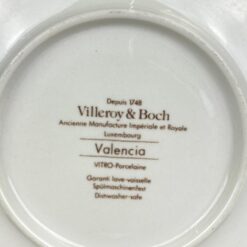 Depuis 1748
Villeroy & Boch
Ancienne Manufacture Impériale et Royale
Luxembourg
Valencia
VITRO-Porcelaine
Garanti lave-vaisselle
Spülmaschinenfest
Dishwasher-safe